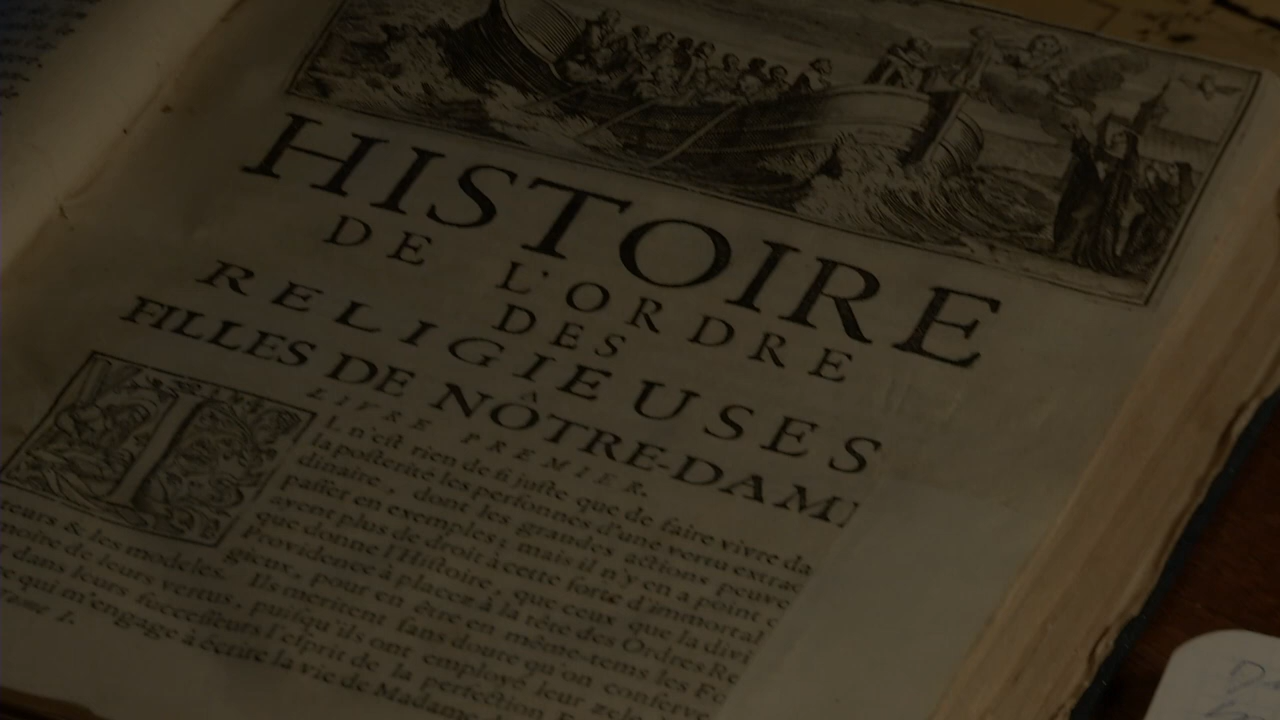 HISTOIRE
DE L'ORDRE
DES
RELIGIEUSES
FILLES DE NÔTRE-DAM
LIVRE PREMIER.
IL n'eſt rien de ſi juſte que de faire vivre da
la poſterité les perſonnes d'une vertu extrao
dinaire, dont les grandes actions peuve
paſſer en exemples; mais il n'y en a point
ayent plus de droit à cette ſorte d'immortal
que donne l'Hiſtoire, que ceux que la divi
Providence à placez à la tête des Ordres Re
gieux, pour en être en même-tems les Fo
teurs & les modeles. Ils meritent ſans doute qu'on conſerve
moire de leurs vertus, puiſqu'ils ont employé leur zele
dans leurs ſucceſſeurs l'eſprit de la perfection
qui m'engage à écrire la vie de Madame
Tome I.